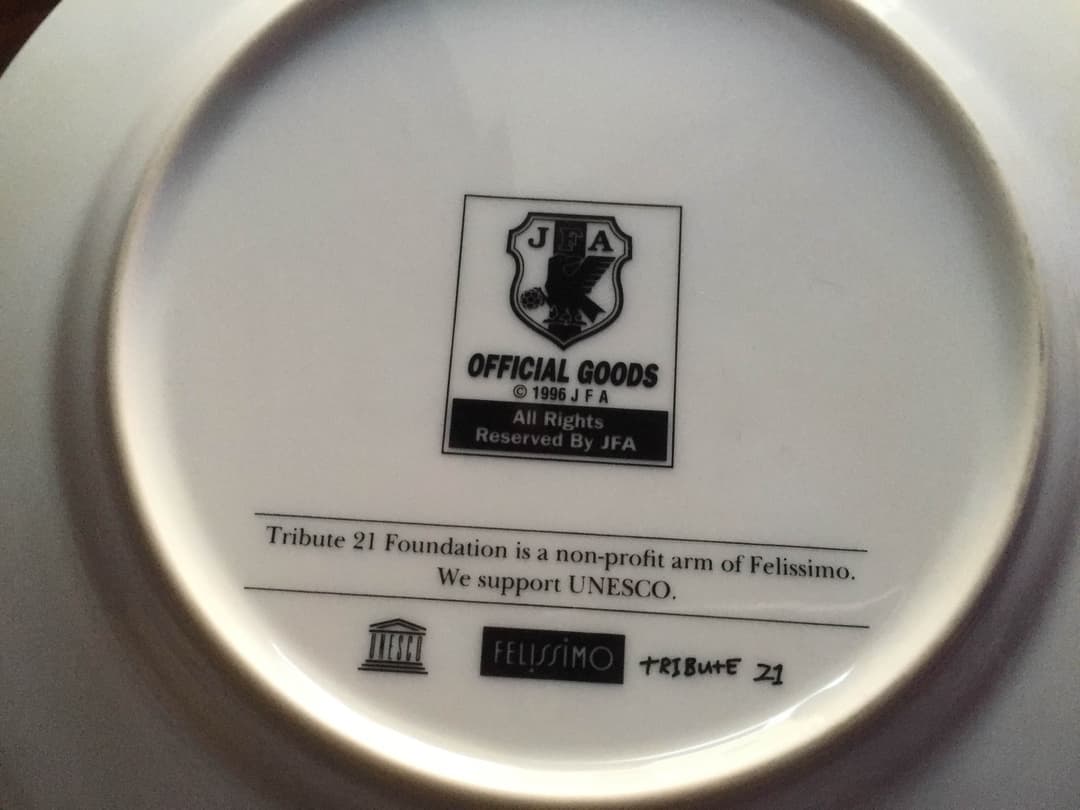 J F A
OFFICIAL GOODS
© 1996 J F A
All Rights
Reserved By JFA
Tribute 21 Foundation is a non-profit arm of Felissimo.
We support UNESCO.
UNESCO
FELISSIMO
TRIBUTE 21